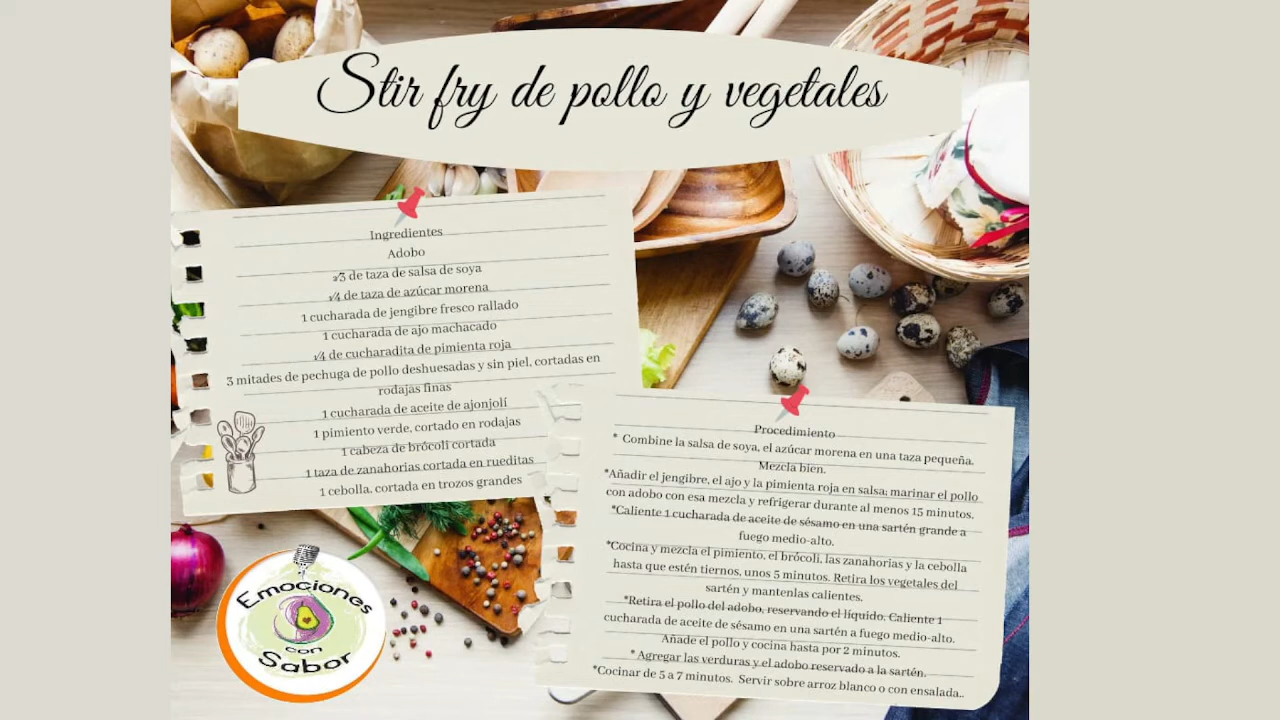 Stir fry de pollo y vegetales
Ingredientes
Adobo
2/3 de taza de salsa de soya
1/4 de taza de azúcar morena
1 cucharada de jengibre fresco rallado
1 cucharada de ajo machacado
1/4 de cucharadita de pimienta roja
3 mitades de pechuga de pollo deshuesadas y sin piel, cortadas en
rodajas finas
1 cucharada de aceite de ajonjolí
1 pimiento verde, cortado en rodajas
1 cabeza de brócoli cortada
1 taza de zanahorias cortada en rueditas
1 cebolla, cortada en trozos grandes
Procedimiento
* Combine la salsa de soya, el azúcar morena en una taza pequeña.
Mezcla bien.
*Añadir el jengibre, el ajo y la pimienta roja en salsa; marinar el pollo
con adobo con esa mezcla y refrigerar durante al menos 15 minutos.
*Caliente 1 cucharada de aceite de sésamo en una sartén grande a
fuego medio-alto.
*Cocina y mezcla el pimiento, el brócoli, las zanahorias y la cebolla
hasta que estén tiernos, unos 5 minutos. Retira los vegetales del
sartén y mantenlas calientes.
*Retira el pollo del adobo, reservando el líquido. Caliente 1
cucharada de aceite de sésamo en una sartén a fuego medio-alto.
Añade el pollo y cocina hasta por 2 minutos.
* Agregar las verduras y el adobo reservado a la sartén.
*Cocinar de 5 a 7 minutos. Servir sobre arroz blanco o con ensalada..
Emociones
con
Sabor